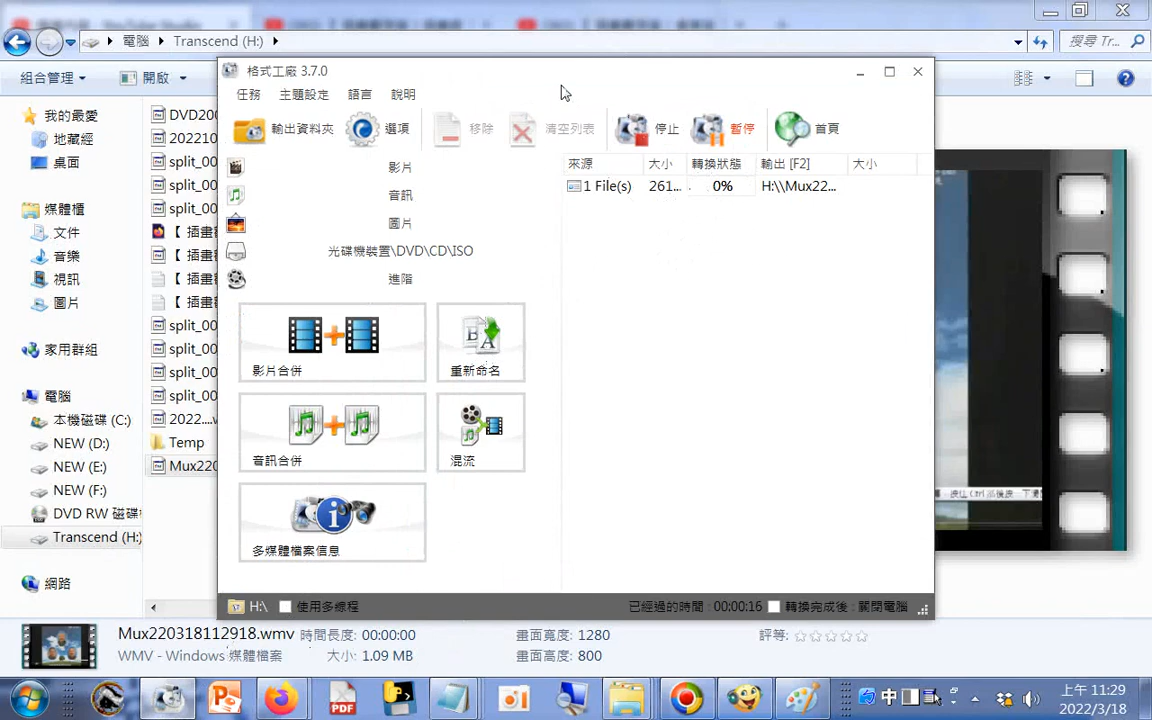 電腦 Transcend (H:)
搜尋 Tr...
組合管理
開啟
我的最愛
地藏經
桌面
媒體櫃
文件
音樂
視訊
圖片
家用群組
電腦
本機磁碟 (C:)
NEW (D:)
NEW (E:)
NEW (F:)
DVD RW 磁碟
Transcend (H:)
網路
DVD20
202210
split_00
split_00
split_00
【 插畫
【 插畫
【 插畫
split_00
split_00
split_00
split_00
2022....v
Temp
Mux220
格式工廠 3.7.0
任務 主題設定 語言 說明
輸出資料夾 選項 移除 清空列表 停止 暫停 首頁
影片
音訊
圖片
光碟機裝置\DVD\CD\ISO
進階
影片合併 重新命名
音訊合併 混流
多媒體檔案信息
來源 大小 轉換狀態 輸出 [F2] 大小
1 File(s) 261... 0% H:\\Mux22...
H:\ 使用多線程 已經過的時間 : 00:00:16 轉換完成後 : 關閉電腦
Mux220318112918.wmv 時間長度: 00:00:00 畫面寬度: 1280 評等:
WMV - Windows 媒體檔案 大小: 1.09 MB 畫面高度: 800
PDF
中
上午 11:29
2022/3/18